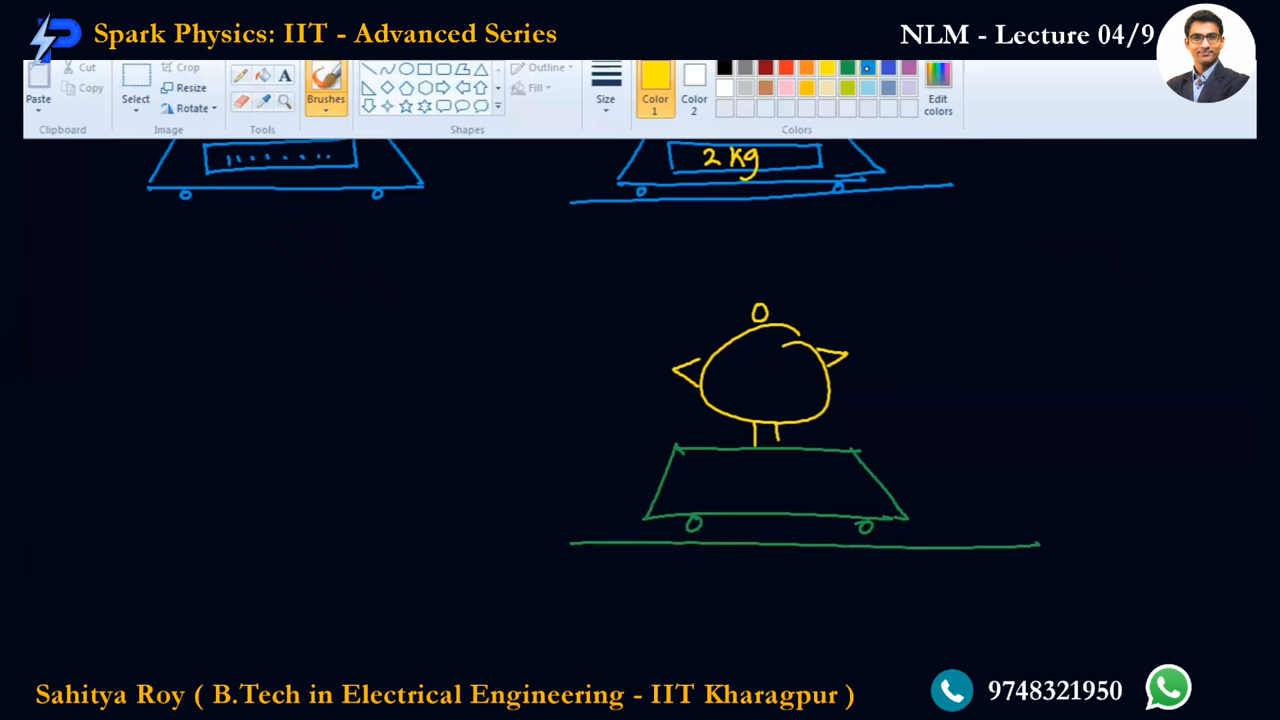 Spark Physics: IIT - Advanced Series
NLM - Lecture 04/9
Cut
Copy
Paste
Clipboard
Select
Crop
Resize
Rotate
Image
A
Tools
Brushes
Outline
Fill
Shapes
Size
Color 1
Color 2
Edit colors
Colors
2 Kg
Sahitya Roy ( B.Tech in Electrical Engineering - IIT Kharagpur )
9748321950